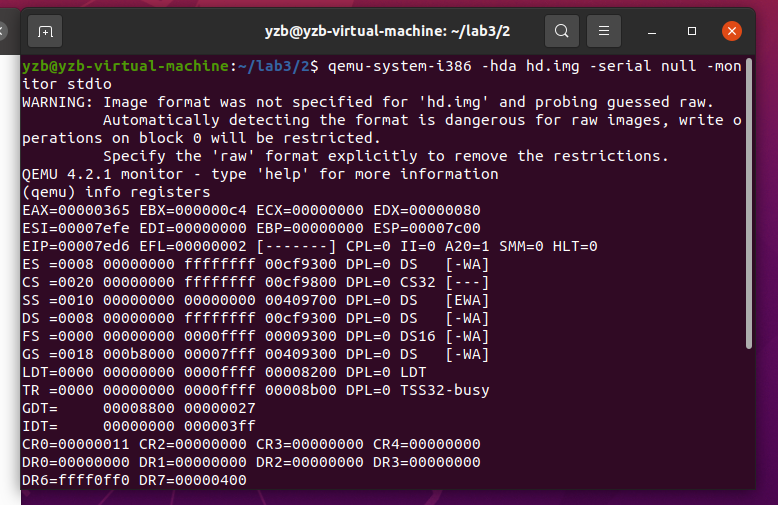 yzb@yzb-virtual-machine: ~/lab3/2
yzb@yzb-virtual-machine:~/lab3/2$ qemu-system-i386 -hda hd.img -serial null -mon
itor stdio
WARNING: Image format was not specified for 'hd.img' and probing guessed raw.
         Automatically detecting the format is dangerous for raw images, write o
perations on block 0 will be restricted.
         Specify the 'raw' format explicitly to remove the restrictions.
QEMU 4.2.1 monitor - type 'help' for more information
(qemu) info registers
EAX=00000365 EBX=000000c4 ECX=00000000 EDX=00000080
ESI=00007efe EDI=00000000 EBP=00000000 ESP=00007c00
EIP=00007ed6 EFL=00000002 [-------] CPL=0 II=0 A20=1 SMM=0 HLT=0
ES =0008 00000000 ffffffff 00cf9300 DPL=0 DS   [-WA]
CS =0020 00000000 ffffffff 00cf9800 DPL=0 CS32 [---]
SS =0010 00000000 00000000 00409700 DPL=0 DS   [EWA]
DS =0008 00000000 ffffffff 00cf9300 DPL=0 DS   [-WA]
FS =0000 00000000 0000ffff 00009300 DPL=0 DS16 [-WA]
GS =0018 000b8000 00007fff 00409300 DPL=0 DS   [-WA]
LDT=0000 00000000 0000ffff 00008200 DPL=0 LDT
TR =0000 00000000 0000ffff 00008b00 DPL=0 TSS32-busy
GDT=     00008800 00000027
IDT=     00000000 000003ff
CR0=00000011 CR2=00000000 CR3=00000000 CR4=00000000
DR0=00000000 DR1=00000000 DR2=00000000 DR3=00000000
DR6=ffff0ff0 DR7=00000400